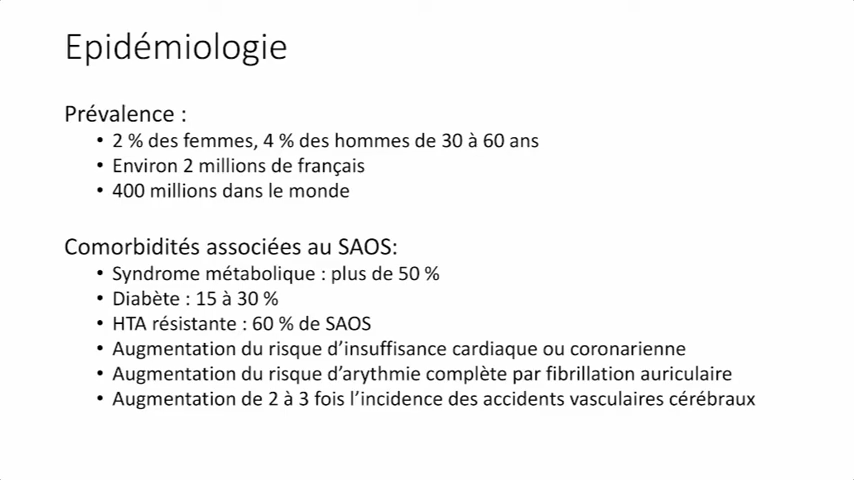 Epidémiologie
Prévalence :
• 2 % des femmes, 4 % des hommes de 30 à 60 ans
• Environ 2 millions de français
• 400 millions dans le monde
Comorbidités associées au SAOS:
• Syndrome métabolique : plus de 50 %
• Diabète : 15 à 30 %
• HTA résistante : 60 % de SAOS
• Augmentation du risque d’insuffisance cardiaque ou coronarienne
• Augmentation du risque d’arythmie complète par fibrillation auriculaire
• Augmentation de 2 à 3 fois l’incidence des accidents vasculaires cérébraux